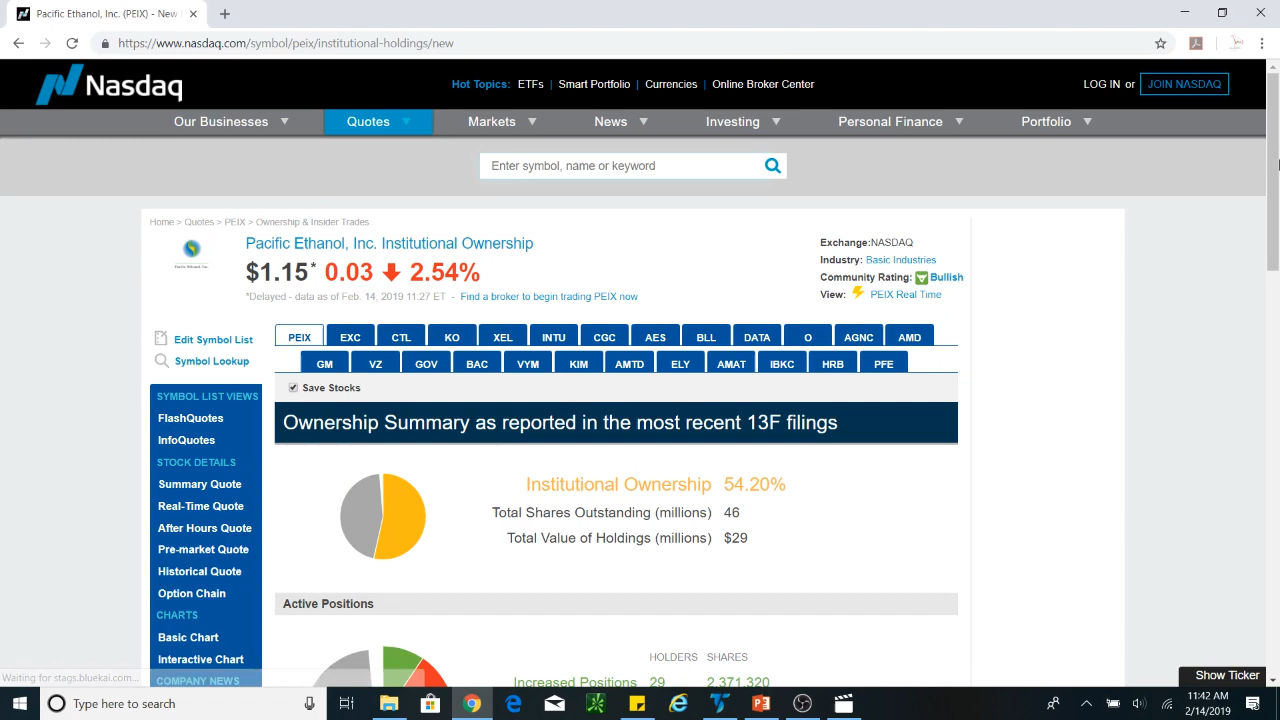 Pacific Ethanol, Inc. (PEIX) - New
https://www.nasdaq.com/symbol/peix/institutional-holdings/new
Nasdaq
Hot Topics: ETFs | Smart Portfolio | Currencies | Online Broker Center
LOG IN or JOIN NASDAQ
Our Businesses Quotes Markets News Investing Personal Finance Portfolio
Enter symbol, name or keyword
Home > Quotes > PEIX > Ownership & Insider Trades
Pacific Ethanol, Inc. Institutional Ownership
$1.15* 0.03 2.54%
*Delayed - data as of Feb. 14, 2019 11:27 ET - Find a broker to begin trading PEIX now
Exchange:NASDAQ
Industry: Basic Industries
Community Rating: Bullish
View: PEIX Real Time
Pacific Ethanol, Inc.
Edit Symbol List
Symbol Lookup
PEIX EXC CTL KO XEL INTU CGC AES BLL DATA O AGNC AMD
GM VZ GOV BAC VYM KIM AMTD ELY AMAT IBKC HRB PFE
Save Stocks
SYMBOL LIST VIEWS
FlashQuotes
InfoQuotes
STOCK DETAILS
Summary Quote
Real-Time Quote
After Hours Quote
Pre-market Quote
Historical Quote
Option Chain
CHARTS
Basic Chart
Interactive Chart
COMPANY NEWS
Ownership Summary as reported in the most recent 13F filings
Institutional Ownership 54.20%
Total Shares Outstanding (millions) 46
Total Value of Holdings (millions) $29
Active Positions
HOLDERS SHARES
Increased Positions 29 2,371,320
Waiting for stags.bluekai.com...
Show Ticker
Type here to search
11:42 AM
2/14/2019